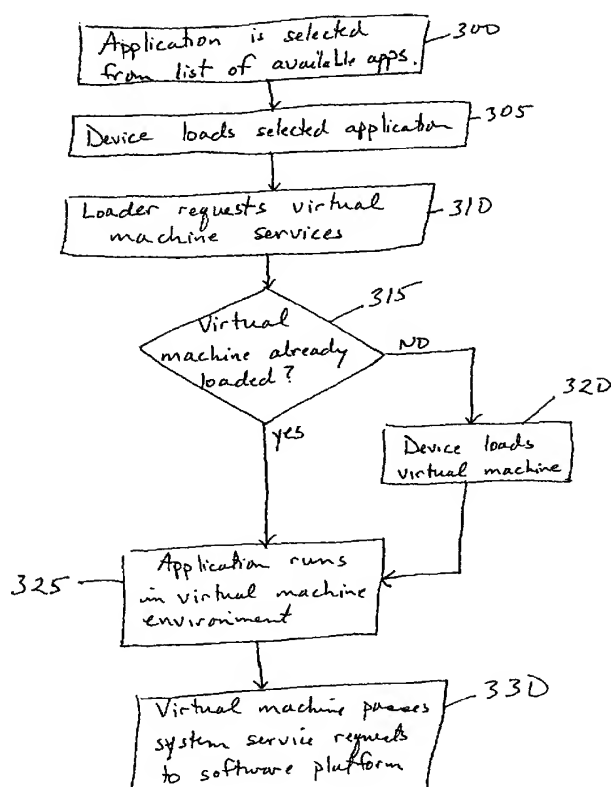 Application is selected
from list of available apps.
300
Device loads selected application
305
Loader requests virtual
machine services
310
315
Virtual
machine already
loaded?
NO
yes
320
Device loads
virtual machine
325
Application runs
in virtual machine
environment
330
Virtual machine passes
system service requests
to software platform